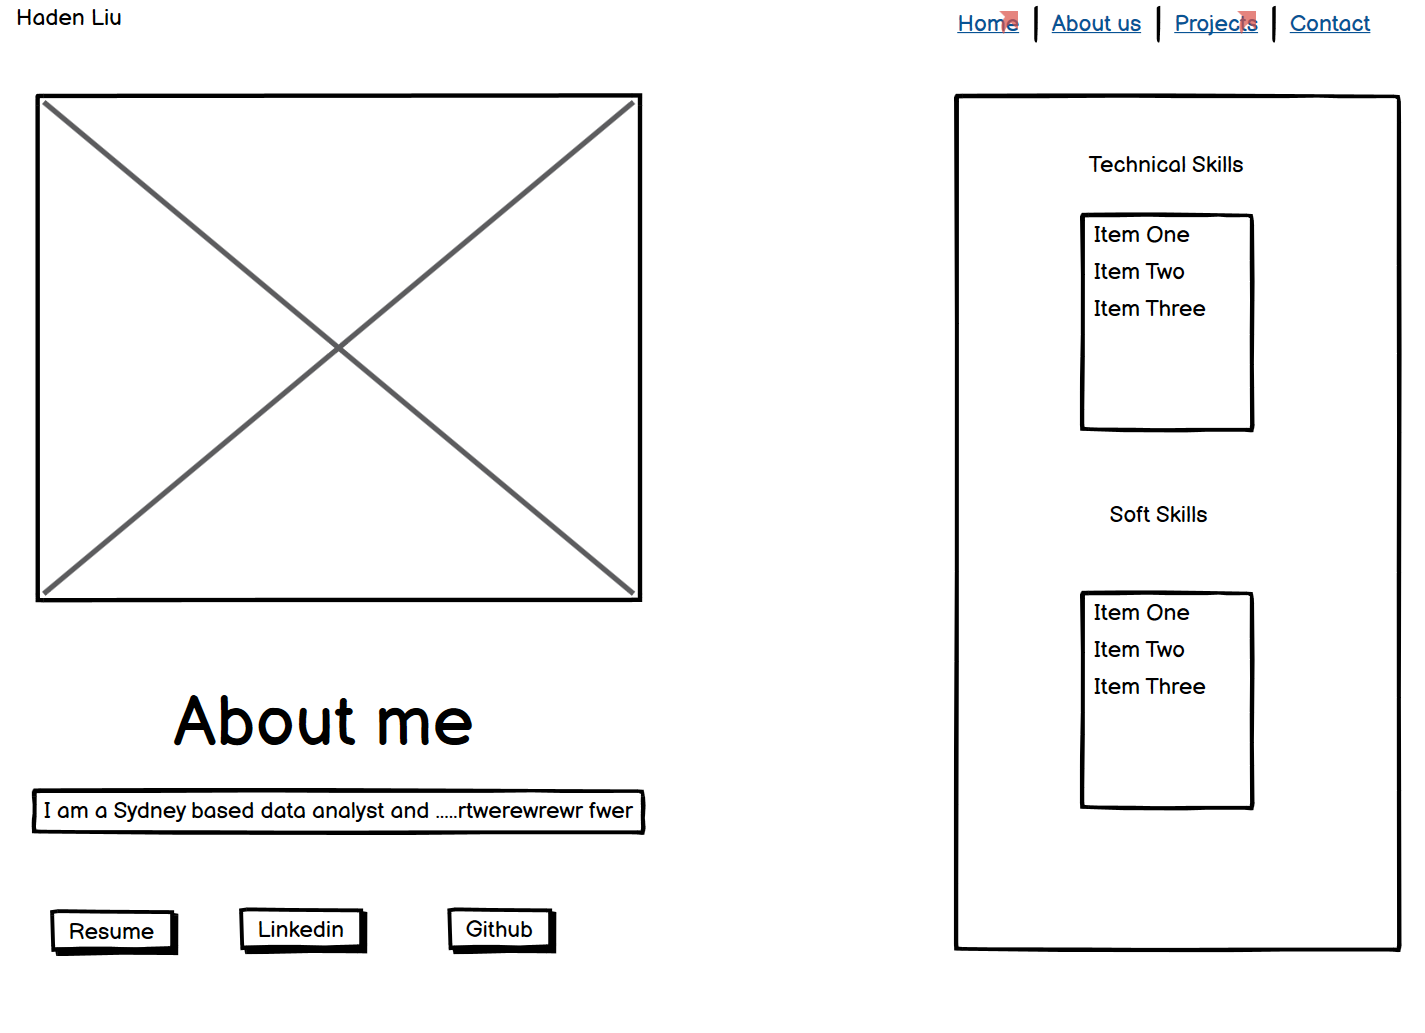 Haden Liu
Home About us Projects Contact
Technical Skills
Item One
Item Two
Item Three
Soft Skills
Item One
Item Two
Item Three
About me
I am a Sydney based data analyst and .....rtwerewrewr fwer
Resume Linkedin Github